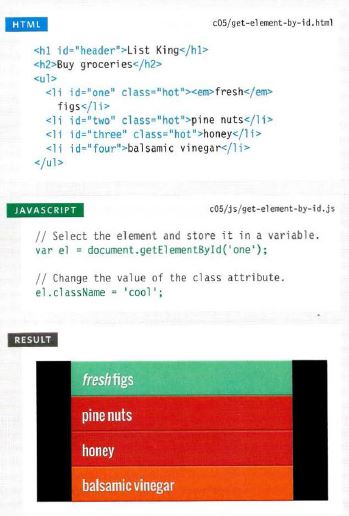 HTML c05/get-element-by-id.html
<h1 id="header">List King</h1>
<h2>Buy groceries</h2>
<ul>
<li id="one" class="hot"><em>fresh</em>
figs</li>
<li id="two" class="hot">pine nuts</li>
<li id="three" class="hot">honey</li>
<li id="four">balsamic vinegar</li>
</ul>
JAVASCRIPT c05/js/get-element-by-id.js
// Select the element and store it in a variable.
var el = document.getElementById('one');
// Change the value of the class attribute.
el.className = 'cool';
RESULT
fresh figs
pine nuts
honey
balsamic vinegar